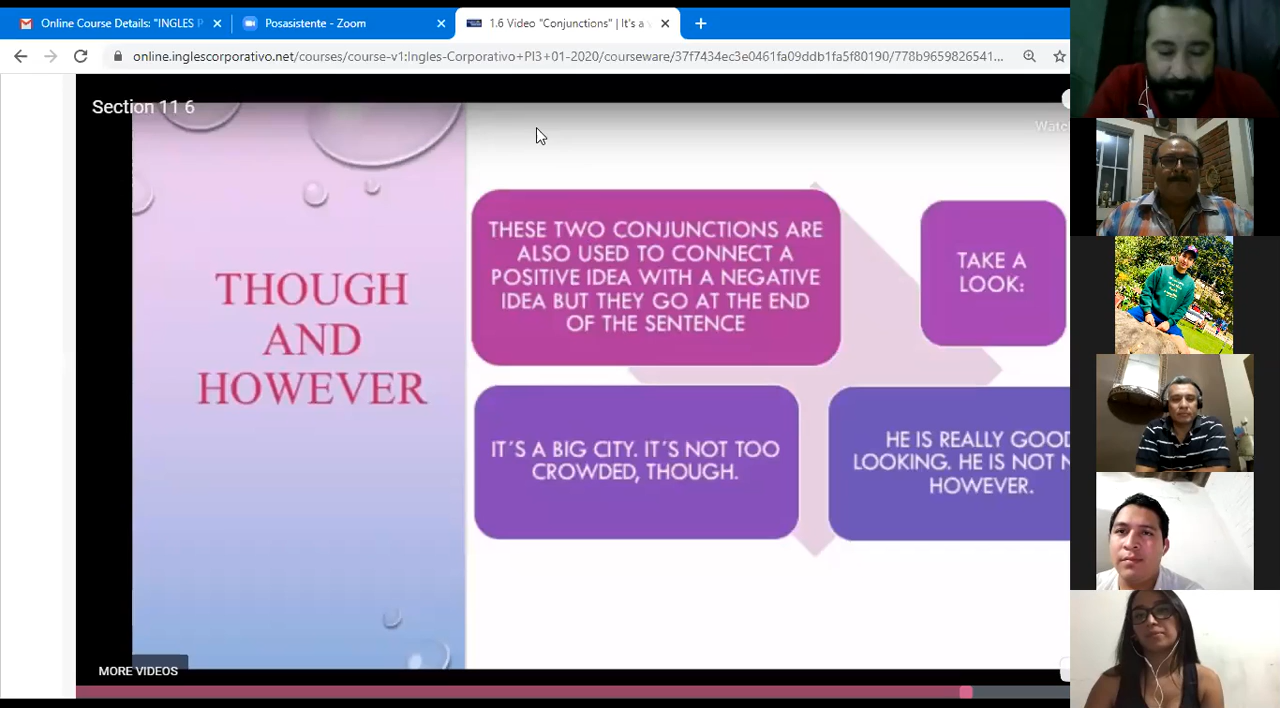 Online Course Details: "INGLES P
Posasistente - Zoom
1.6 Video "Conjunctions" | It's a
online.inglescorporativo.net/courses/course-v1:Ingles-Corporativo+PI3+01-2020/courseware/37f7434ec3e0461fa09ddb1fa5f80190/778b9659826541...
Section 11 6
Watc
THOUGH
AND
HOWEVER
THESE TWO CONJUNCTIONS ARE
ALSO USED TO CONNECT A
POSITIVE IDEA WITH A NEGATIVE
IDEA BUT THEY GO AT THE END
OF THE SENTENCE
TAKE A
LOOK:
IT´S A BIG CITY. IT´S NOT TOO
CROWDED, THOUGH.
HE IS REALLY GOOD
LOOKING. HE IS NOT N
HOWEVER.
MORE VIDEOS